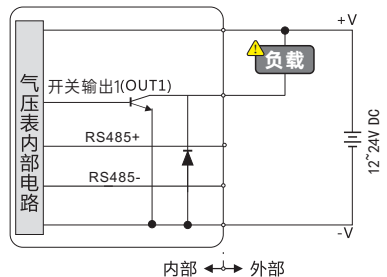 +V
负载
气压表内部电路
开关输出1(OUT1)
RS485+
12~24V DC
RS485-
-V
内部
外部